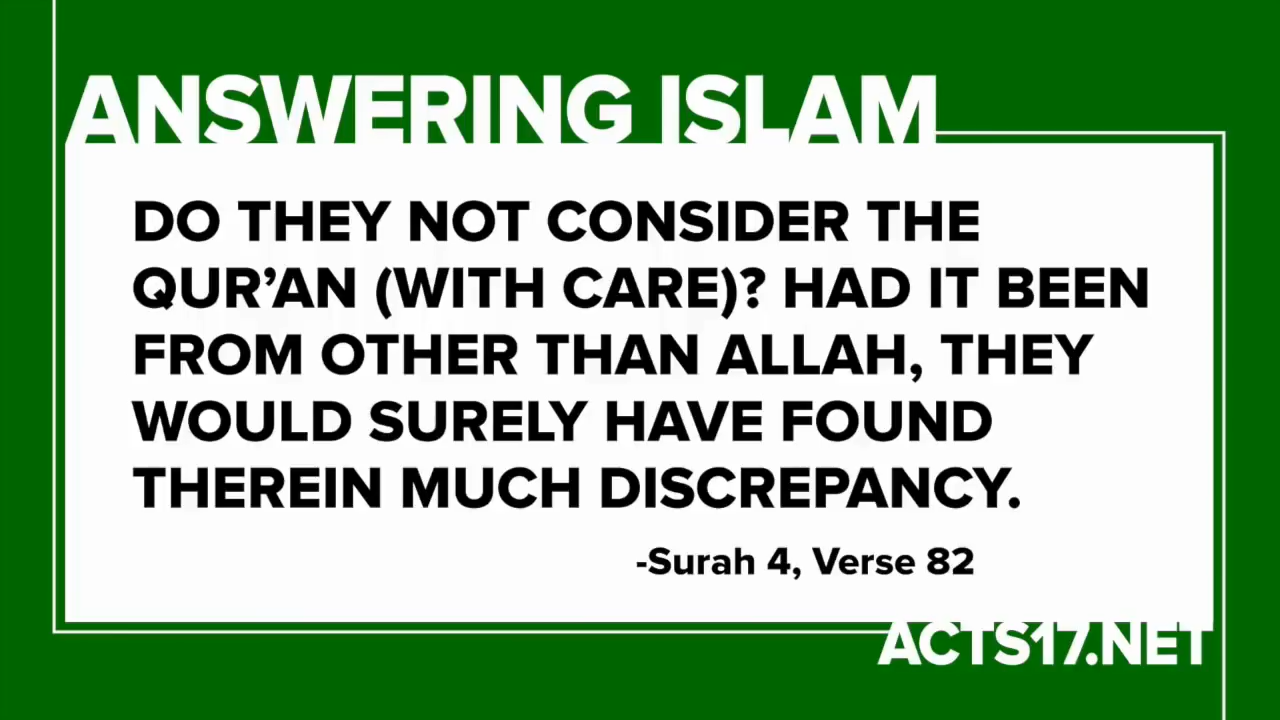 ANSWERING ISLAM
DO THEY NOT CONSIDER THE
QUR’AN (WITH CARE)? HAD IT BEEN
FROM OTHER THAN ALLAH, THEY
WOULD SURELY HAVE FOUND
THEREIN MUCH DISCREPANCY.
-Surah 4, Verse 82
ACTS17.NET